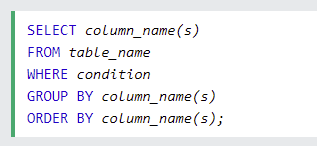 SELECT column_name(s)
FROM table_name
WHERE condition
GROUP BY column_name(s)
ORDER BY column_name(s);